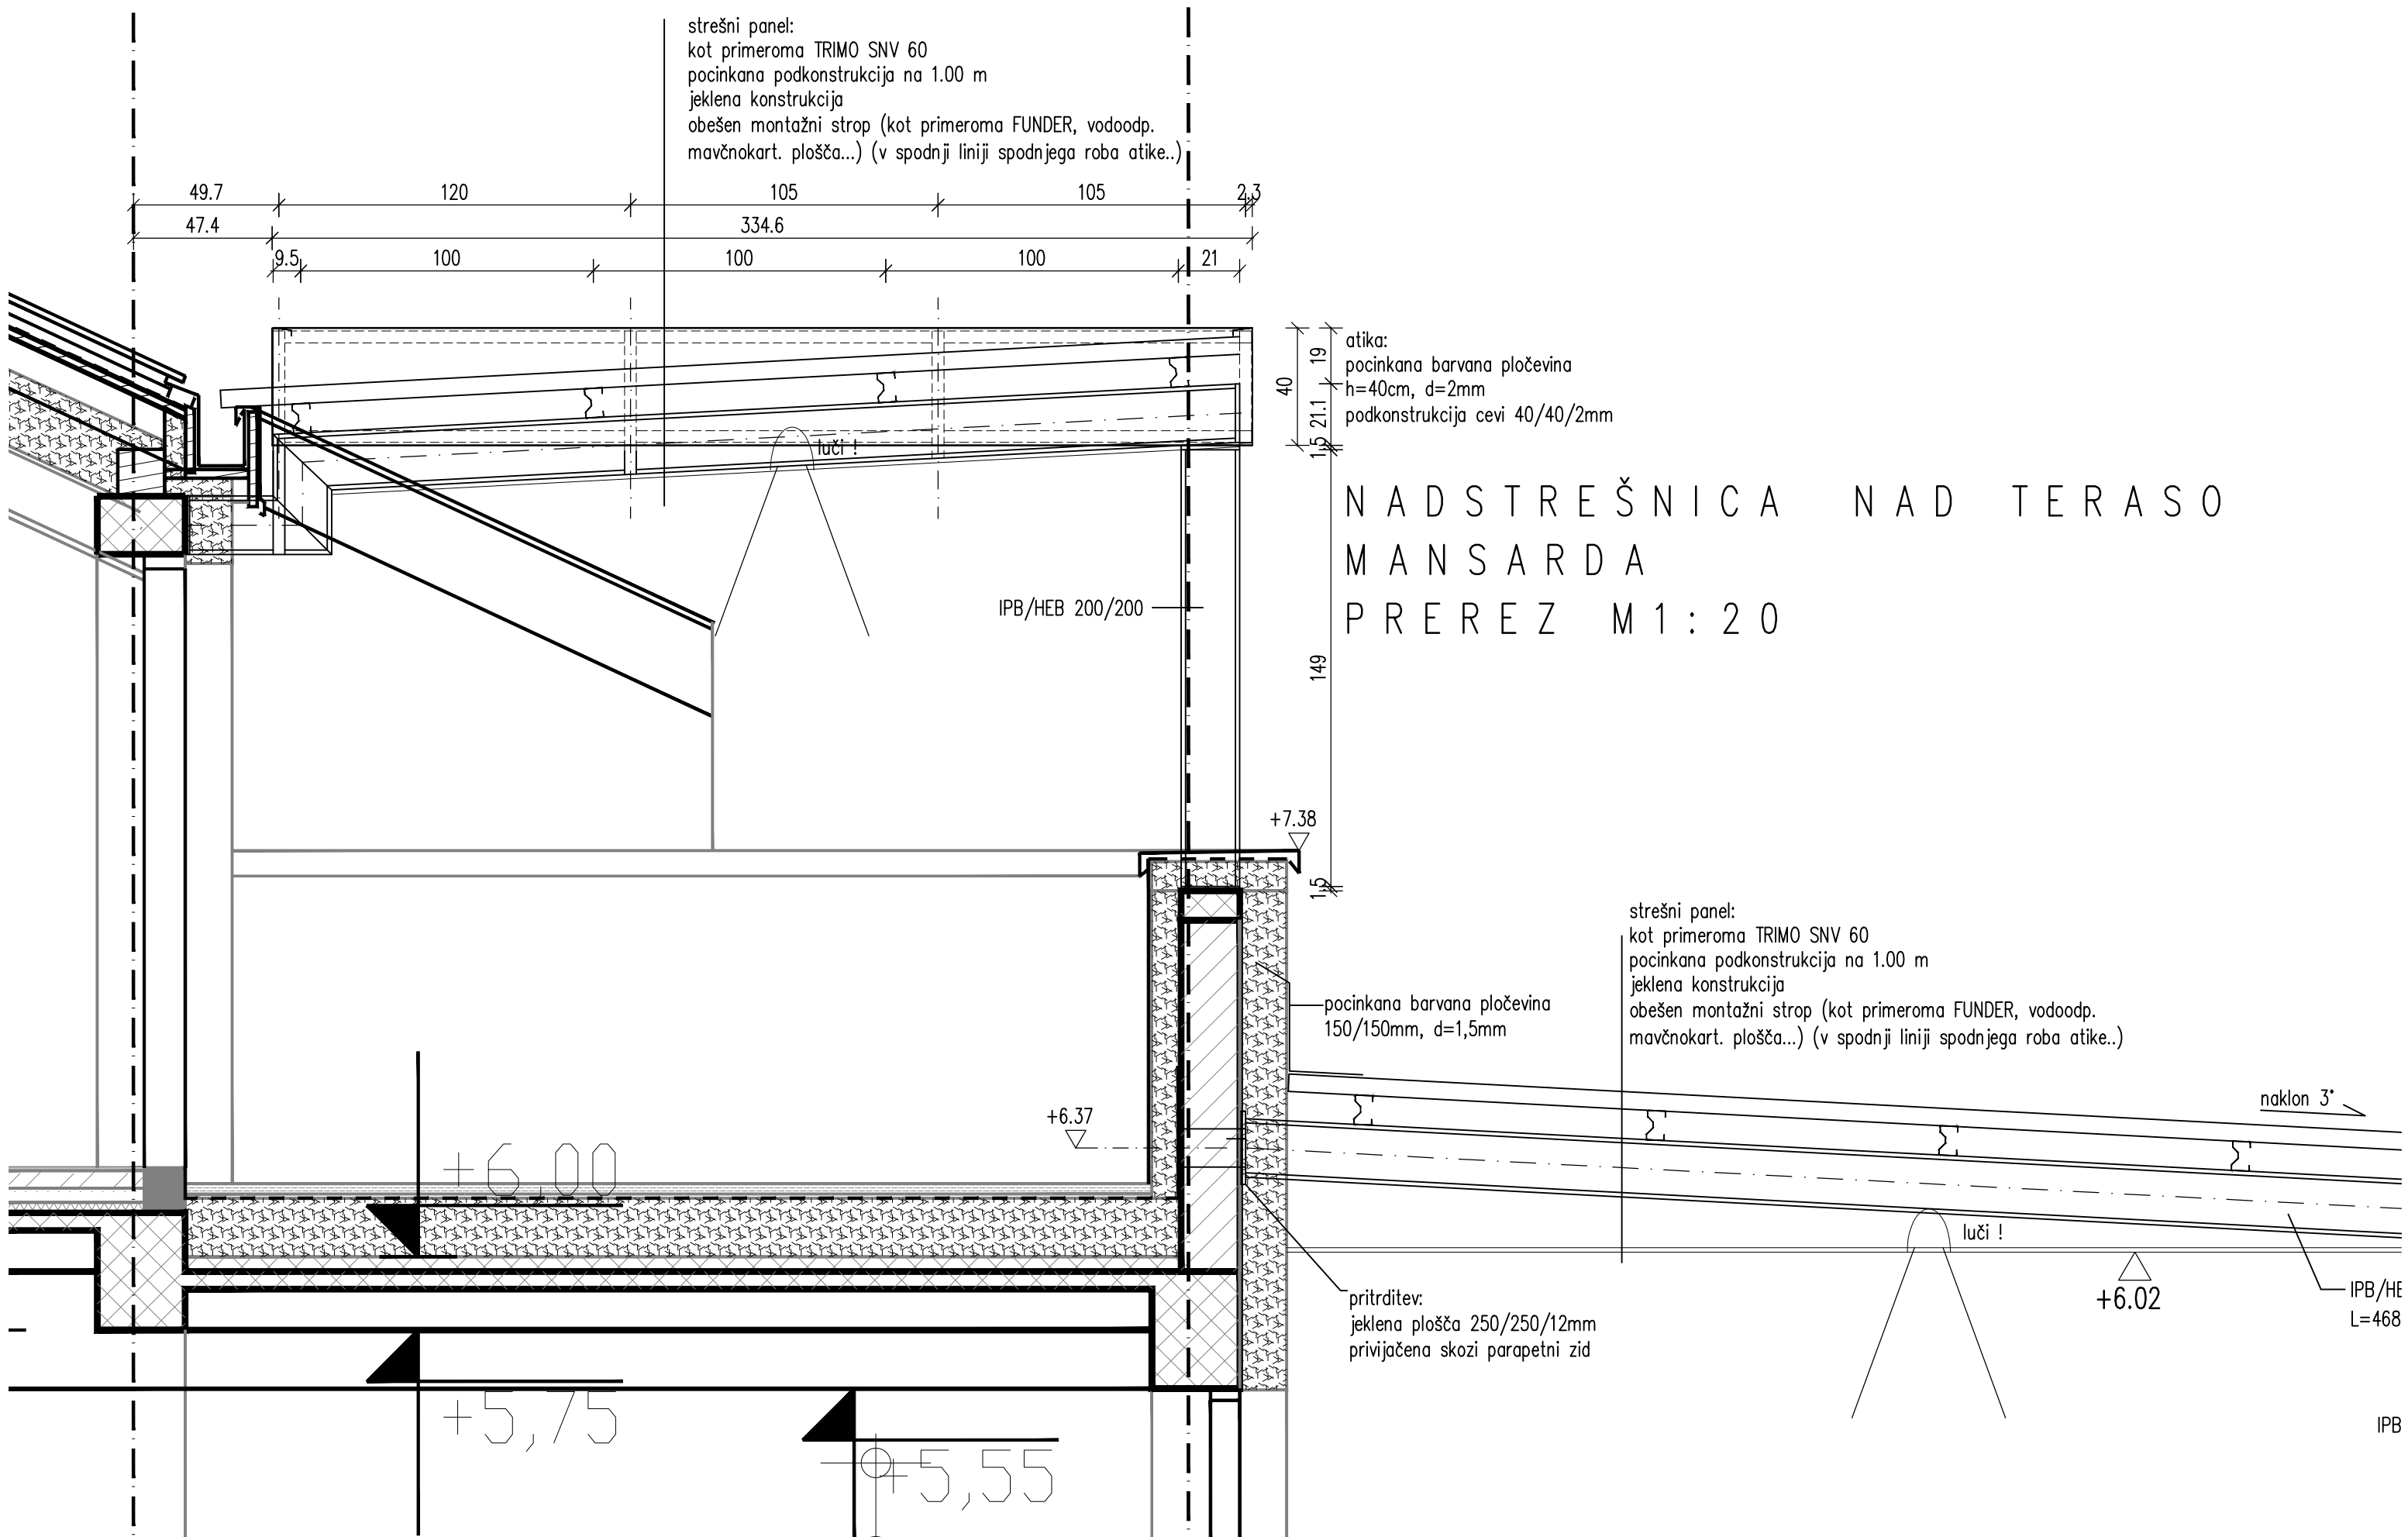 strešni panel:
kot primeroma TRIMO SNV 60
pocinkana podkonstrukcija na 1.00 m
jeklena konstrukcija
obešen montažni strop (kot primeroma FUNDER, vodoodp.
mavčnokart. plošča...) (v spodnji liniji spodnjega roba atike..)
49.7 120 105 105 2.3
47.4 334.6
9.5 100 100 100 21
40
19
21.1
1.5
149
1.5
atika:
pocinkana barvana pločevina
h=40cm, d=2mm
podkonstrukcija cevi 40/40/2mm
luči !
NADSTREŠNICA NAD TERASO
MANSARDA
PREREZ M1:20
IPB/HEB 200/200
+7.38
strešni panel:
kot primeroma TRIMO SNV 60
pocinkana podkonstrukcija na 1.00 m
jeklena konstrukcija
obešen montažni strop (kot primeroma FUNDER, vodoodp.
mavčnokart. plošča...) (v spodnji liniji spodnjega roba atike..)
pocinkana barvana pločevina
150/150mm, d=1,5mm
naklon 3°
+6.37
+6,00
luči !
+6.02
IPB/HE
L=468
pritrditev:
jeklena plošča 250/250/12mm
privijačena skozi parapetni zid
+5,75
+5,55
IPB